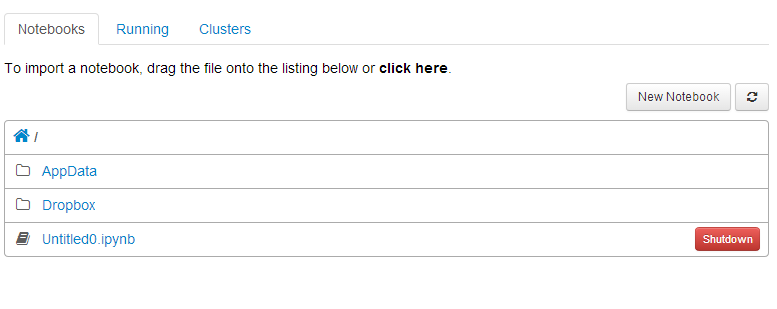 Notebooks Running Clusters
To import a notebook, drag the file onto the listing below or click here.
New Notebook
/
AppData
Dropbox
Untitled0.ipynb Shutdown